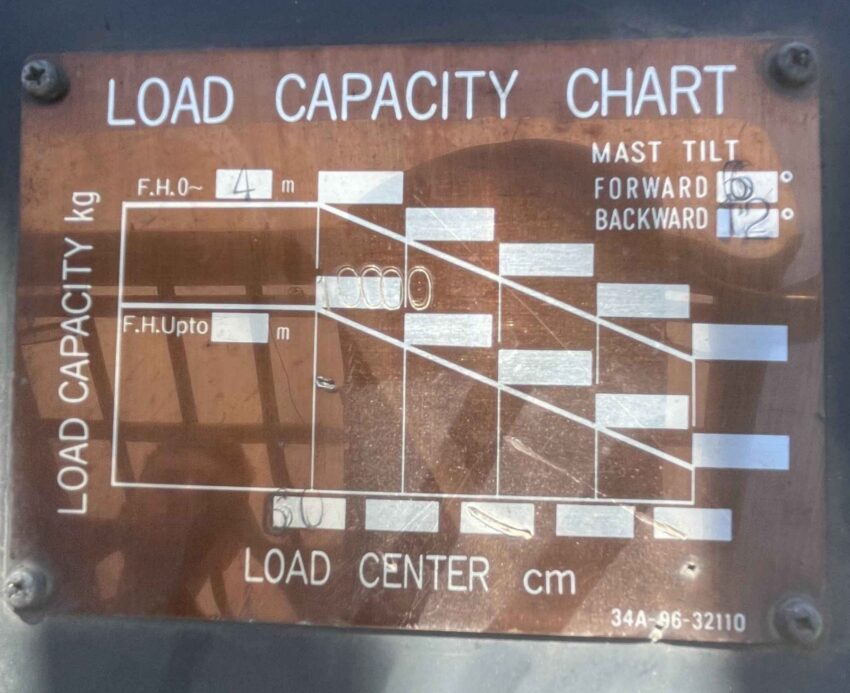 LOAD CAPACITY CHART
MAST TILT
F.H.0~ 4 m
FORWARD 6°
BACKWARD 12°
LOAD CAPACITY kg
10000
F.H.Upto m
60
LOAD CENTER cm
34A-96-32110